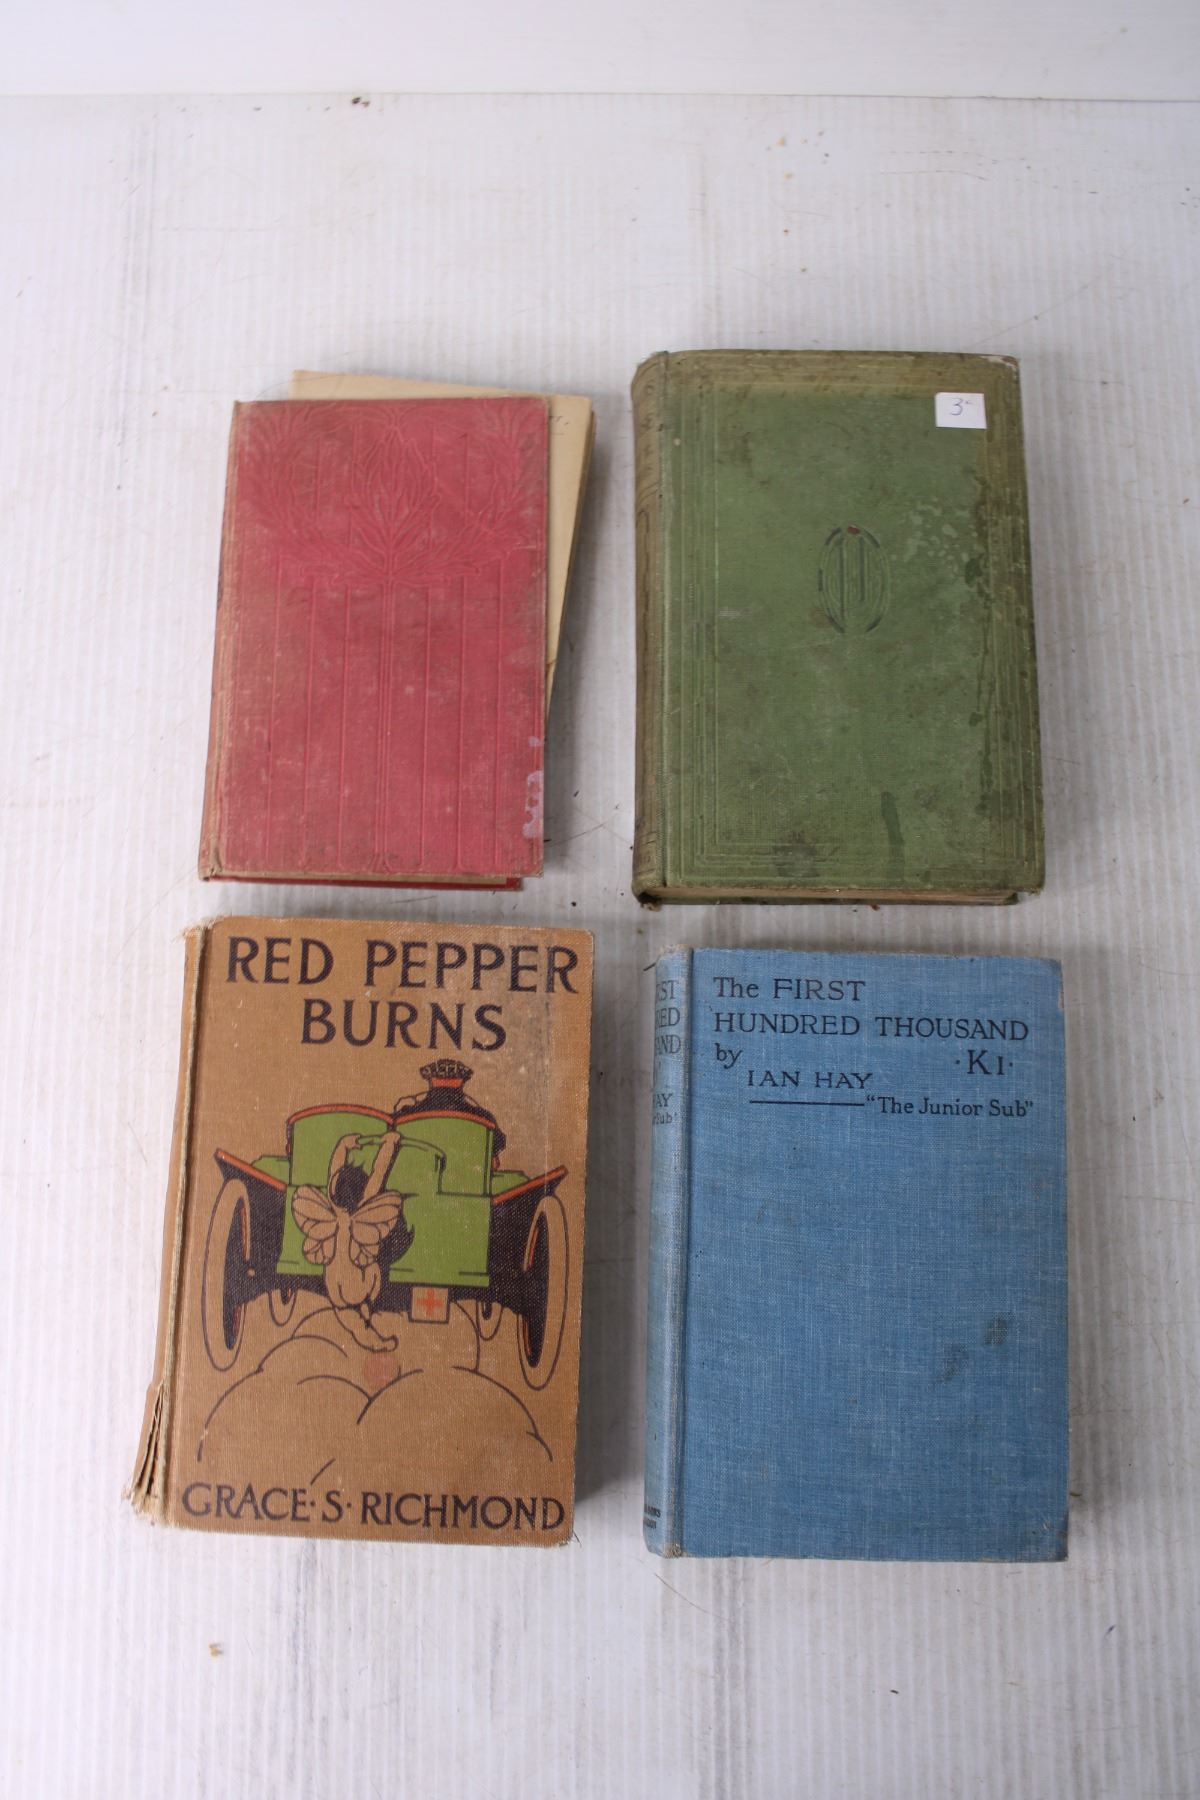 3
RED PEPPER
BURNS
GRACE·S·RICHMOND
The FIRST
HUNDRED THOUSAND
by ·K1·
IAN HAY
"The Junior Sub"